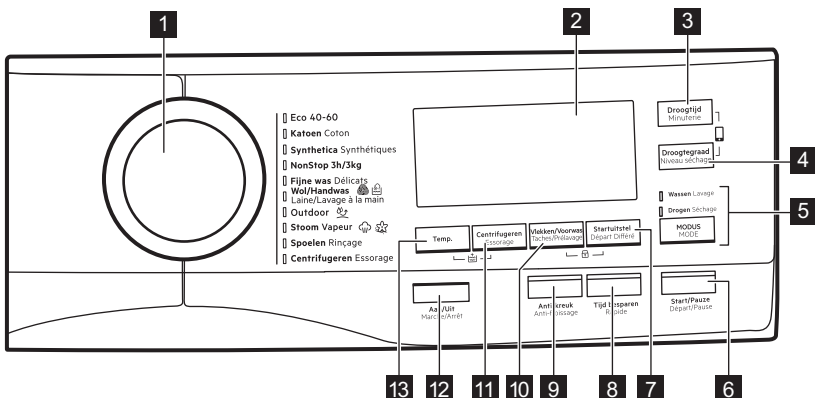 1
2
3
Eco 40-60
Katoen Coton
Synthetica Synthétiques
NonStop 3h/3kg
Fijne was Délicats
Wol/Handwas
Laine/Lavage à la main
Outdoor
Stoom Vapeur
Spoelen Rinçage
Centrifugeren Essorage
Droogtijd
Minuterie
Droogtegraad
Niveau séchage
4
Wassen Lavage
Drogen Séchage
MODUS
MODE
5
Temp.
Centrifugeren
Essorage
Vlekken/Voorwas
Taches/Prélavage
Startuitstel
Départ Différé
Aan/Uit
Marche/Arrêt
Antikreuk
Anti-froissage
Tijd besparen
Rapide
Start/Pauze
Départ/Pause
13
12
11
10
9
8
7
6